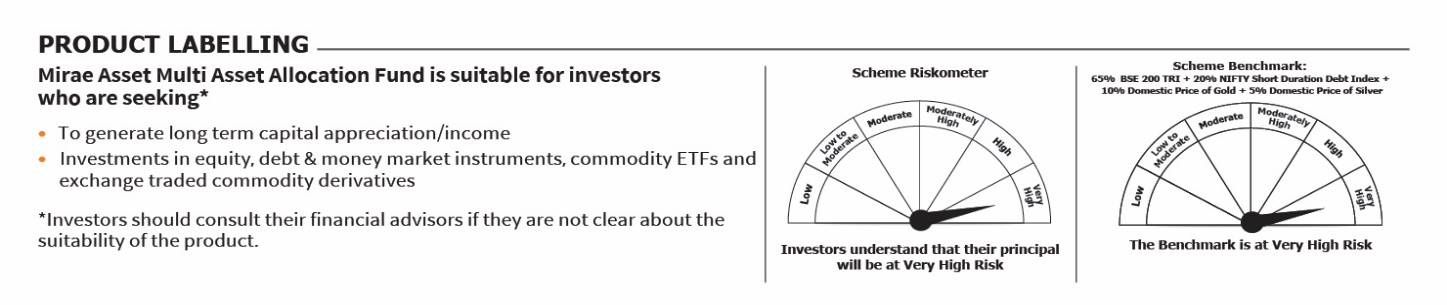 PRODUCT LABELLING
Mirae Asset Multi Asset Allocation Fund is suitable for investors
who are seeking*
• To generate long term capital appreciation/income
• Investments in equity, debt & money market instruments, commodity ETFs and
exchange traded commodity derivatives
*Investors should consult their financial advisors if they are not clear about the
suitability of the product.
Scheme Riskometer
Low
Low to
Moderate
Moderate
Moderately
High
High
Very
High
Investors understand that their principal
will be at Very High Risk
Scheme Benchmark:
65% BSE 200 TRI + 20% NIFTY Short Duration Debt Index +
10% Domestic Price of Gold + 5% Domestic Price of Silver
Low
Low to
Moderate
Moderate
Moderately
High
High
Very
High
The Benchmark is at Very High Risk